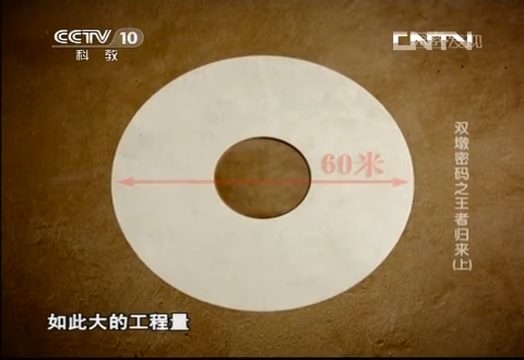 CCTV 10
科教
CNTV
60米
双墩密码之王者归来(上)
如此大的工程量